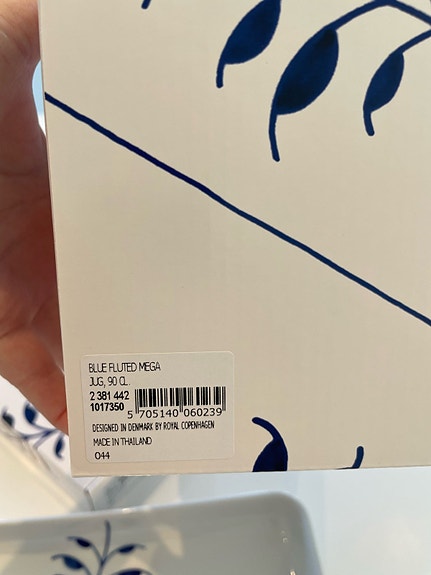 BLUE FLUTED MEGA
JUG, 90 CL.
2 381 442
1017350
5 705140 060239
DESIGNED IN DENMARK BY ROYAL COPENHAGEN
MADE IN THAILAND
044